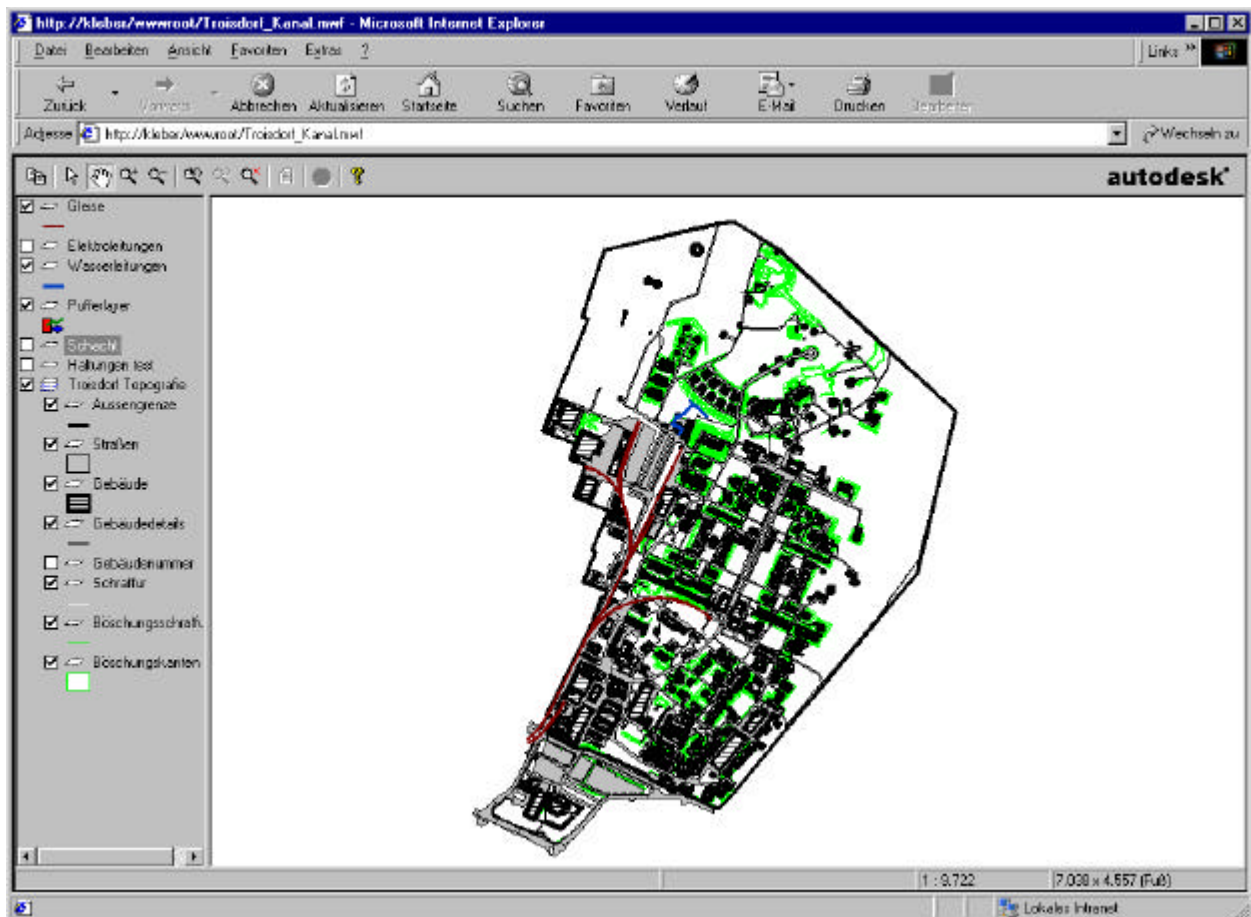 http://kleber/wwwroot/Troisdorf_Kanal.mwf - Microsoft Internet Explorer
Datei Bearbeiten Ansicht Favoriten Extras ? Links »
Zurück Vorwärts Abbrechen Aktualisieren Startseite Suchen Favoriten Verlauf E-Mail Drucken Bearbeiten
Adresse http://kleber/wwwroot/Troisdorf_Kanal.mwf Wechseln zu
autodesk
Gleise
Elektroleitungen
Wasserleitungen
Pufferlayer
Schacht
Haltungen test
Troisdorf Topografie
Aussengrenze
Straßen
Gebäude
Gebäudedetails
Gebäudenummer
Schraffur
Böschungsschraffu
Böschungskanten
1 : 9.722 7.038 x 4.557 (Fuß)
Lokales Intranet